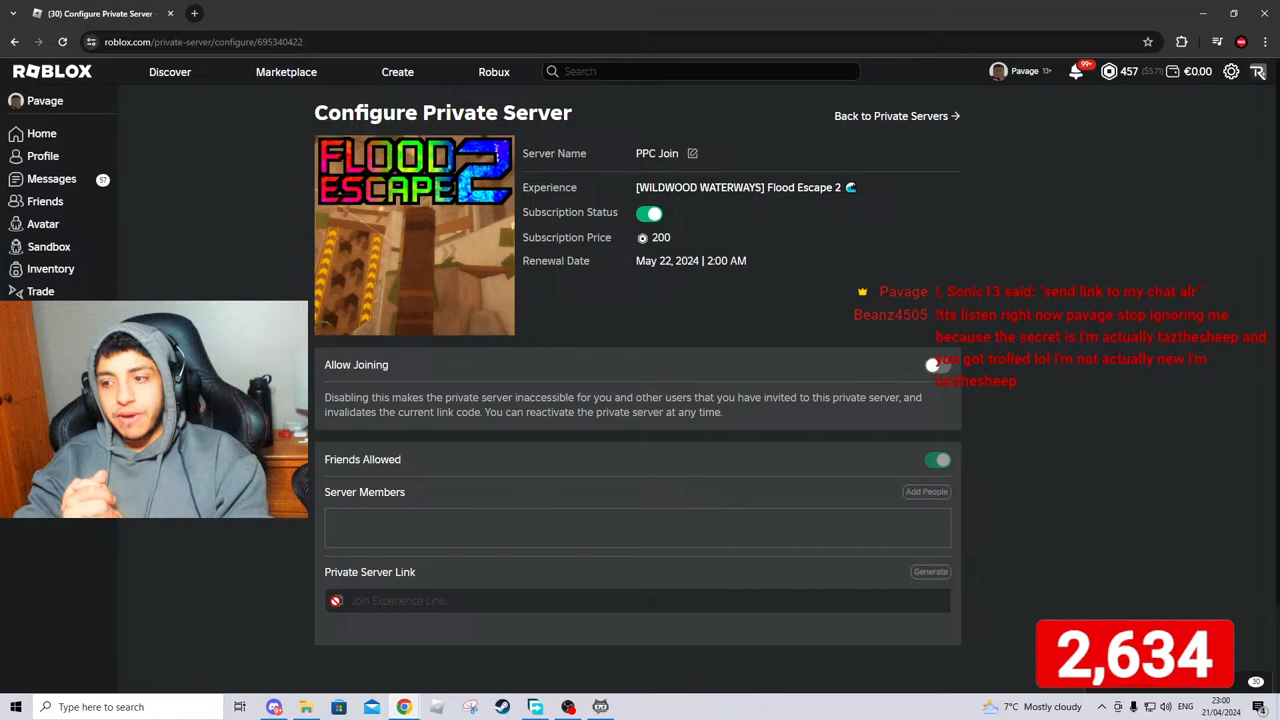 (30) Configure Private Server
roblox.com/private-server/configure/695340422
ROBLOX
Discover
Marketplace
Create
Robux
Search
Pavage 13+
99+
457 ($5.71)
€0.00
Pavage
Home
Profile
Messages 57
Friends
Avatar
Sandbox
Inventory
Trade
Configure Private Server
Back to Private Servers →
FLOOD
ESCAPE 2
Server Name PPC Join
Experience [WILDWOOD WATERWAYS] Flood Escape 2
Subscription Status
Subscription Price 200
Renewal Date May 22, 2024 | 2:00 AM
Pavage !, Sonic13 said: "send link to my chat alr"
Beanz4505 !tts listen right now pavage stop ignoring me
because the secret is I'm actually tazthesheep and
you got trolled lol I'm not actually new I'm
tazthesheep
Allow Joining
Disabling this makes the private server inaccessible for you and other users that you have invited to this private server, and
invalidates the current link code. You can reactivate the private server at any time.
Friends Allowed
Server Members Add People
Private Server Link Generate
Join Experience Link
2,634
30
Type here to search
7°C Mostly cloudy
ENG
23:00
21/04/2024
4